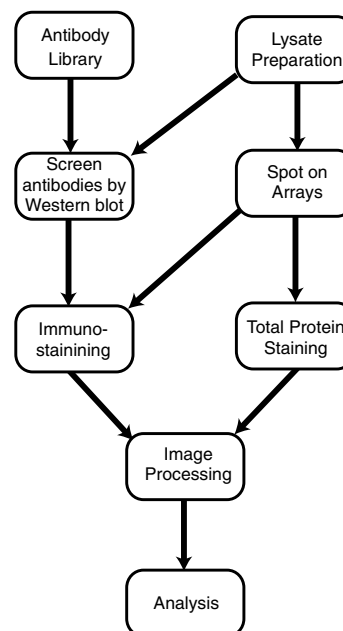 Antibody
Library
Lysate
Preparation
Screen
antibodies by
Western blot
Spot on
Arrays
Immuno-
stainining
Total Protein
Staining
Image
Processing
Analysis